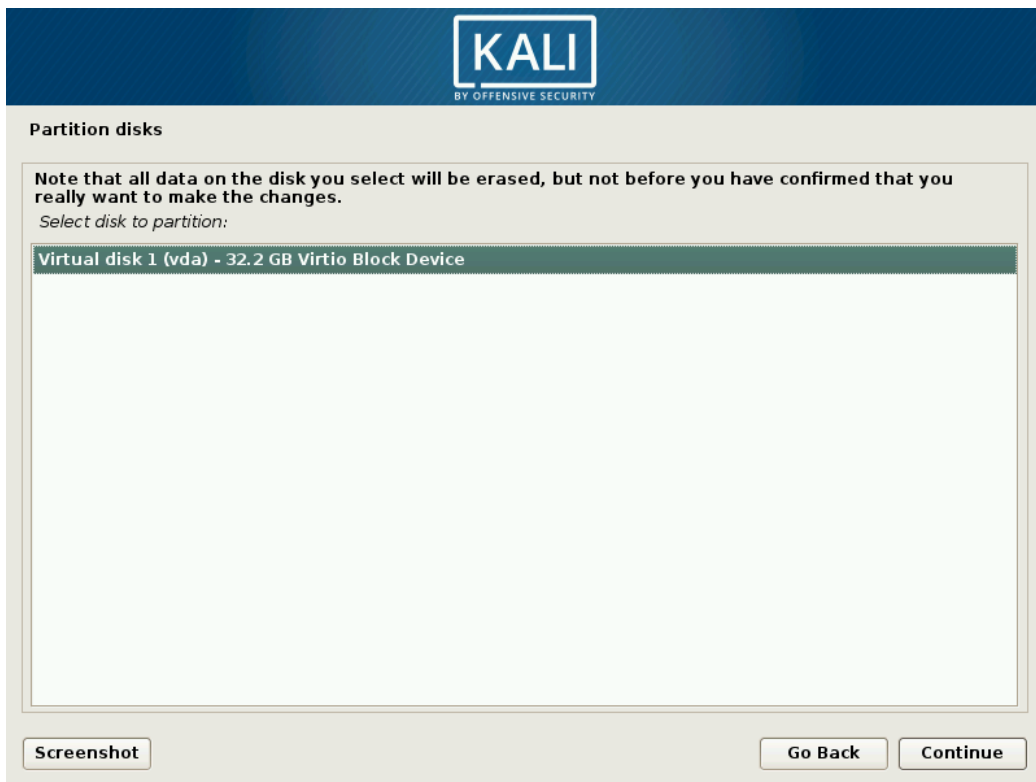 KALI
BY OFFENSIVE SECURITY
Partition disks
Note that all data on the disk you select will be erased, but not before you have confirmed that you
really want to make the changes.
Select disk to partition:
Virtual disk 1 (vda) - 32.2 GB Virtio Block Device
Screenshot
Go Back
Continue